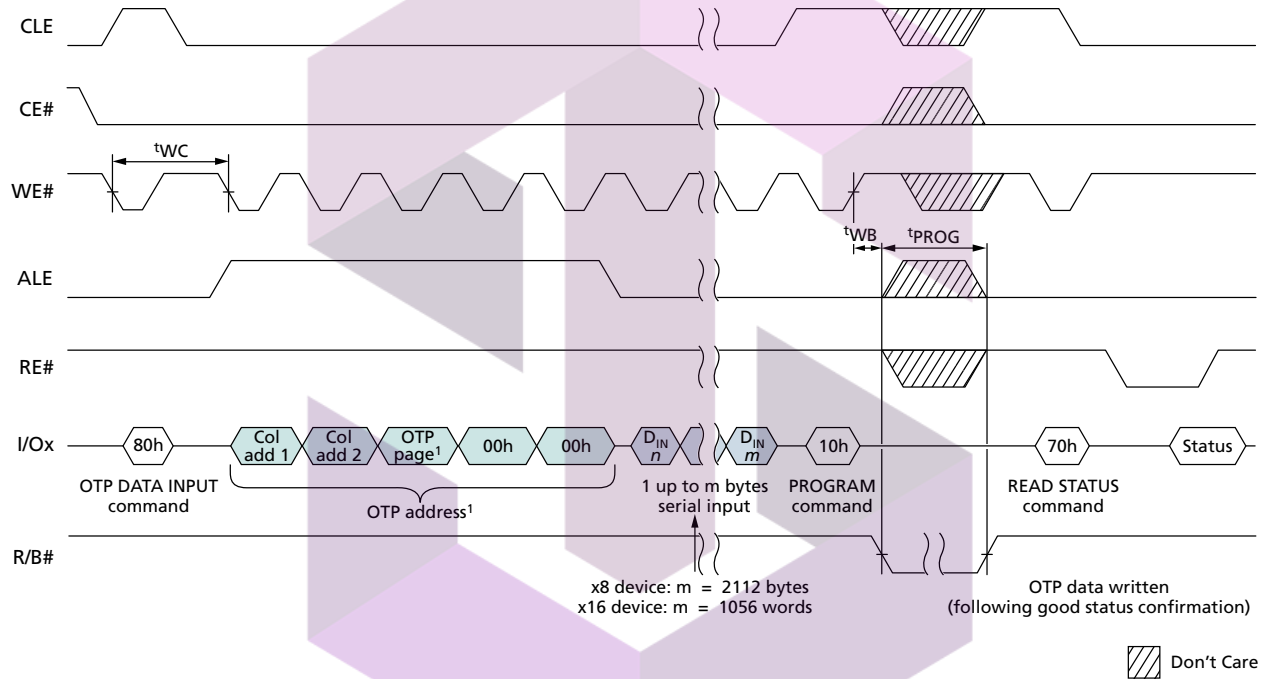 CLE
CE#
tWC
WE#
tWB
tPROG
ALE
RE#
I/Ox
80h
Col add 1
Col add 2
OTP page1
00h
00h
DIN n
DIN m
10h
70h
Status
OTP DATA INPUT
command
OTP address1
1 up to m bytes
serial input
PROGRAM
command
READ STATUS
command
R/B#
x8 device: m = 2112 bytes
x16 device: m = 1056 words
OTP data written
(following good status confirmation)
Don't Care